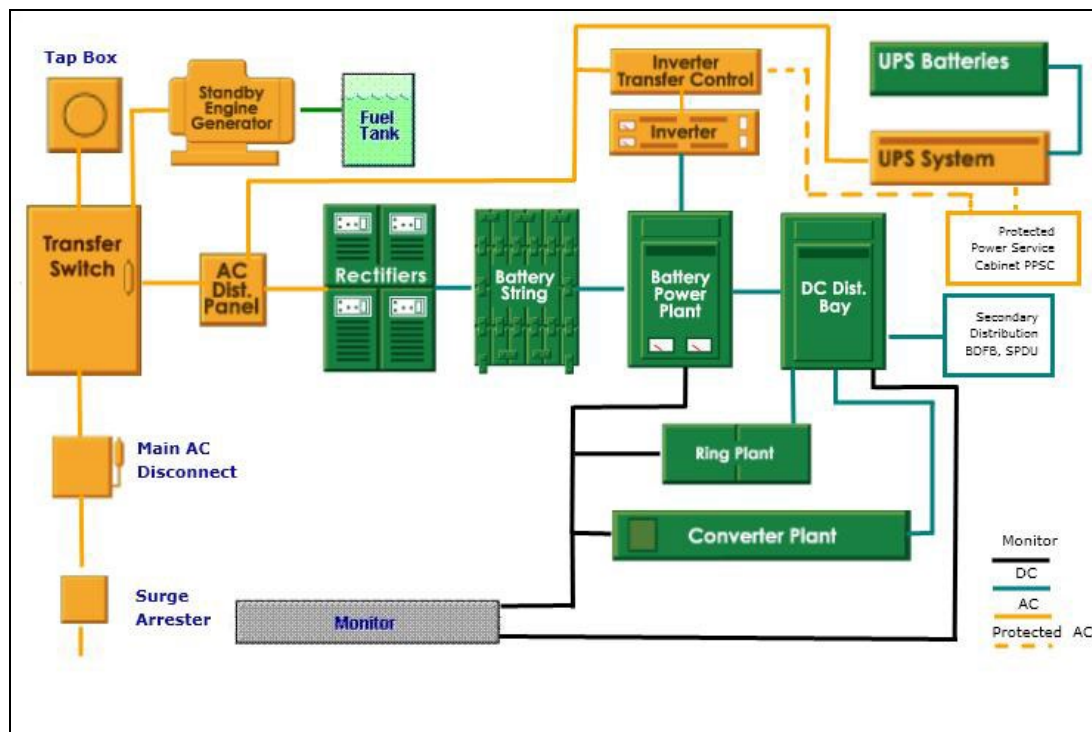 Tap Box
Standby
Engine
Generator
Fuel
Tank
Inverter
Transfer Control
Inverter
UPS Batteries
UPS System
Transfer
Switch
AC
Dist.
Panel
Rectifiers
Battery
String
Battery
Power
Plant
DC Dist.
Bay
Protected
Power Service
Cabinet PPSC
Secondary
Distribution
BDFB, SPDU
Main AC
Disconnect
Ring Plant
Converter Plant
Surge
Arrester
Monitor
Monitor
DC
AC
Protected AC